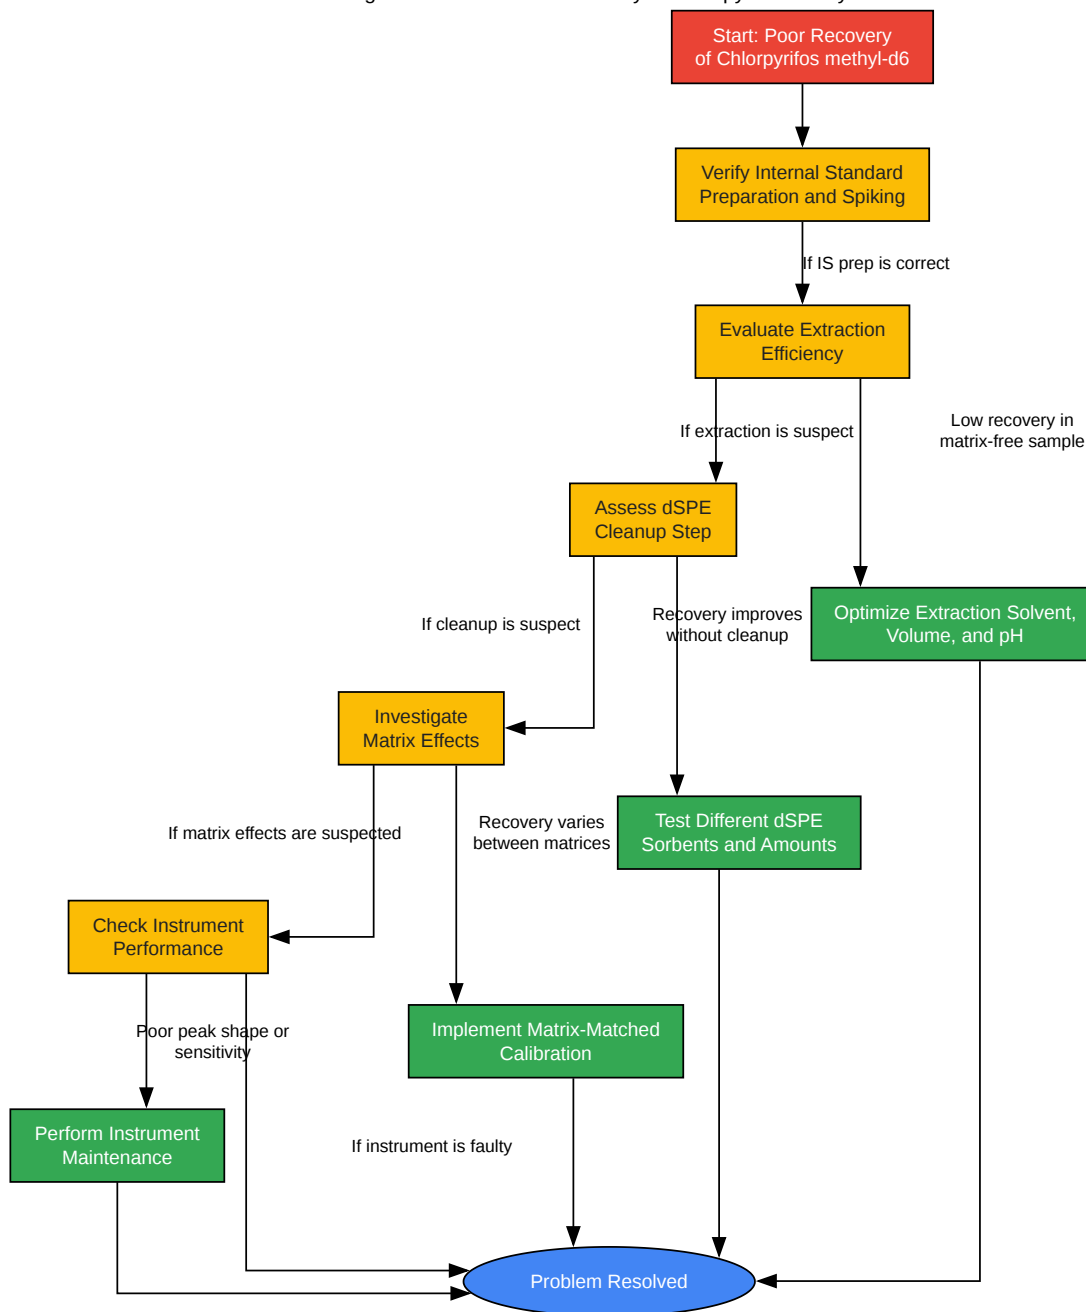 Start: Poor Recovery
of Chlorpyrifos methyl-d6
Verify Internal Standard
Preparation and Spiking
If IS prep is correct
Evaluate Extraction
Efficiency
If extraction is suspect
Low recovery in
matrix-free sample
Assess dSPE
Cleanup Step
If cleanup is suspect
Recovery improves
without cleanup
Optimize Extraction Solvent,
Volume, and pH
Investigate
Matrix Effects
If matrix effects are suspected
Recovery varies
between matrices
Test Different dSPE
Sorbents and Amounts
Check Instrument
Performance
Poor peak shape or
sensitivity
Implement Matrix-Matched
Calibration
Perform Instrument
Maintenance
If instrument is faulty
Problem Resolved